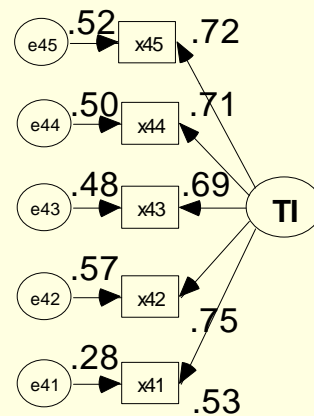 .52 .72
e45 x45
.50 .71
e44 x44
.48 .69
e43 x43
TI
.57
e42 x42
.75
.28
e41 x41
.53